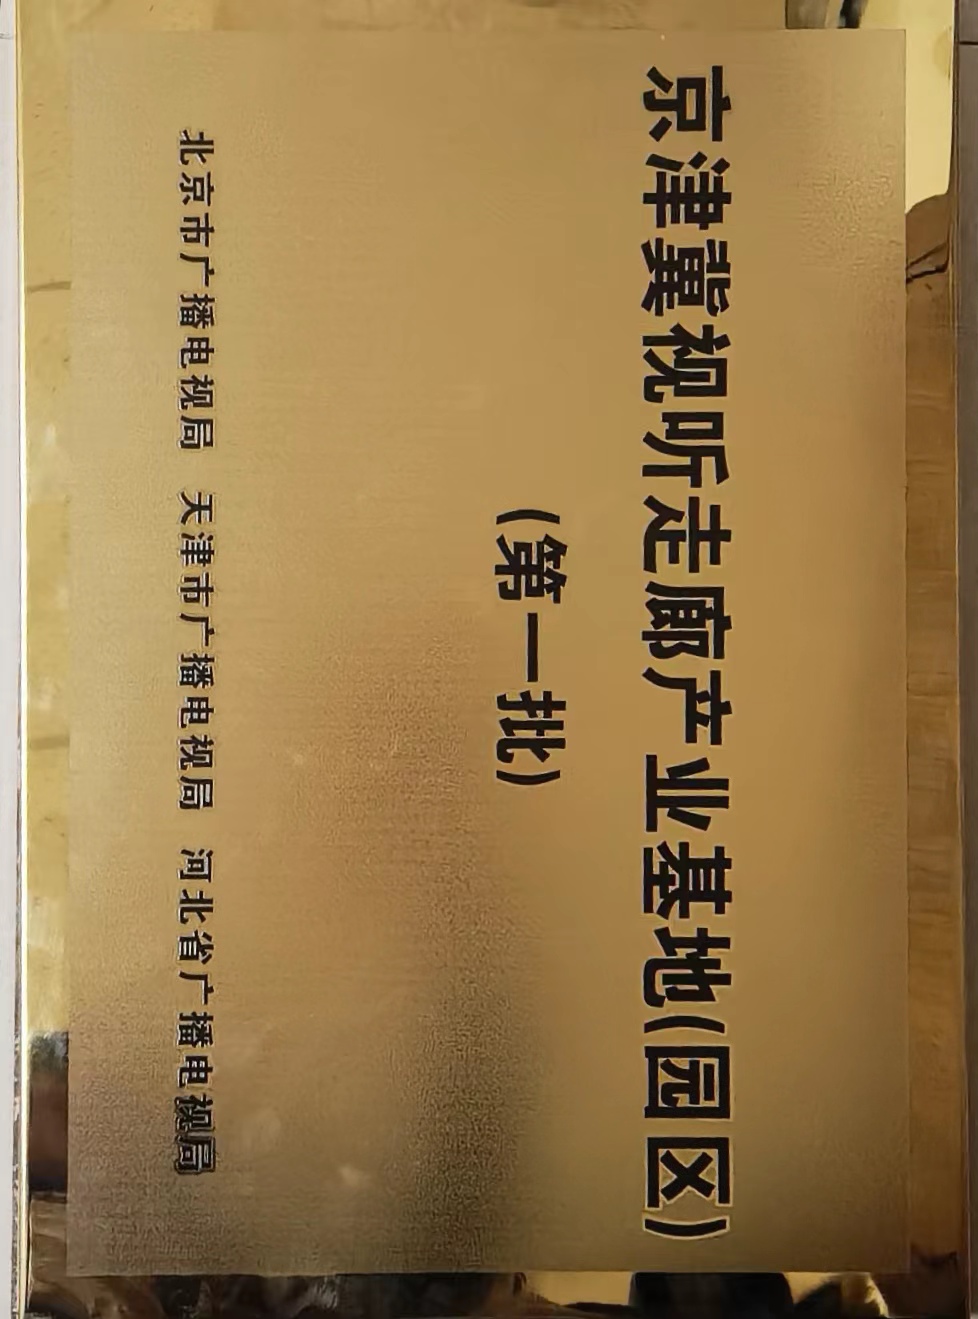 京津冀视听走廊产业基地(园区)
(第一批)
北京市广播电视局 天津市广播电视局 河北省广播电视局